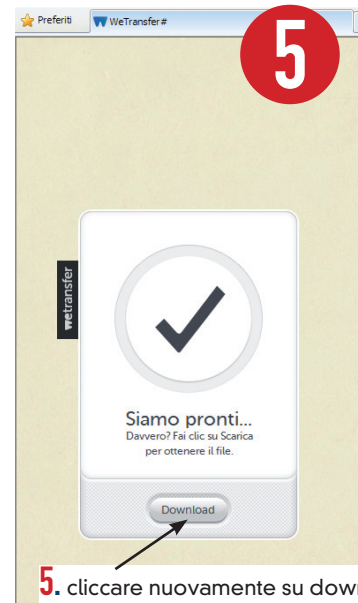 Preferiti
WeTransfer#
5
wetransfer
Siamo pronti...
Davvero? Fai clic su Scarica
per ottenere il file.
Download
5. cliccare nuovamente su